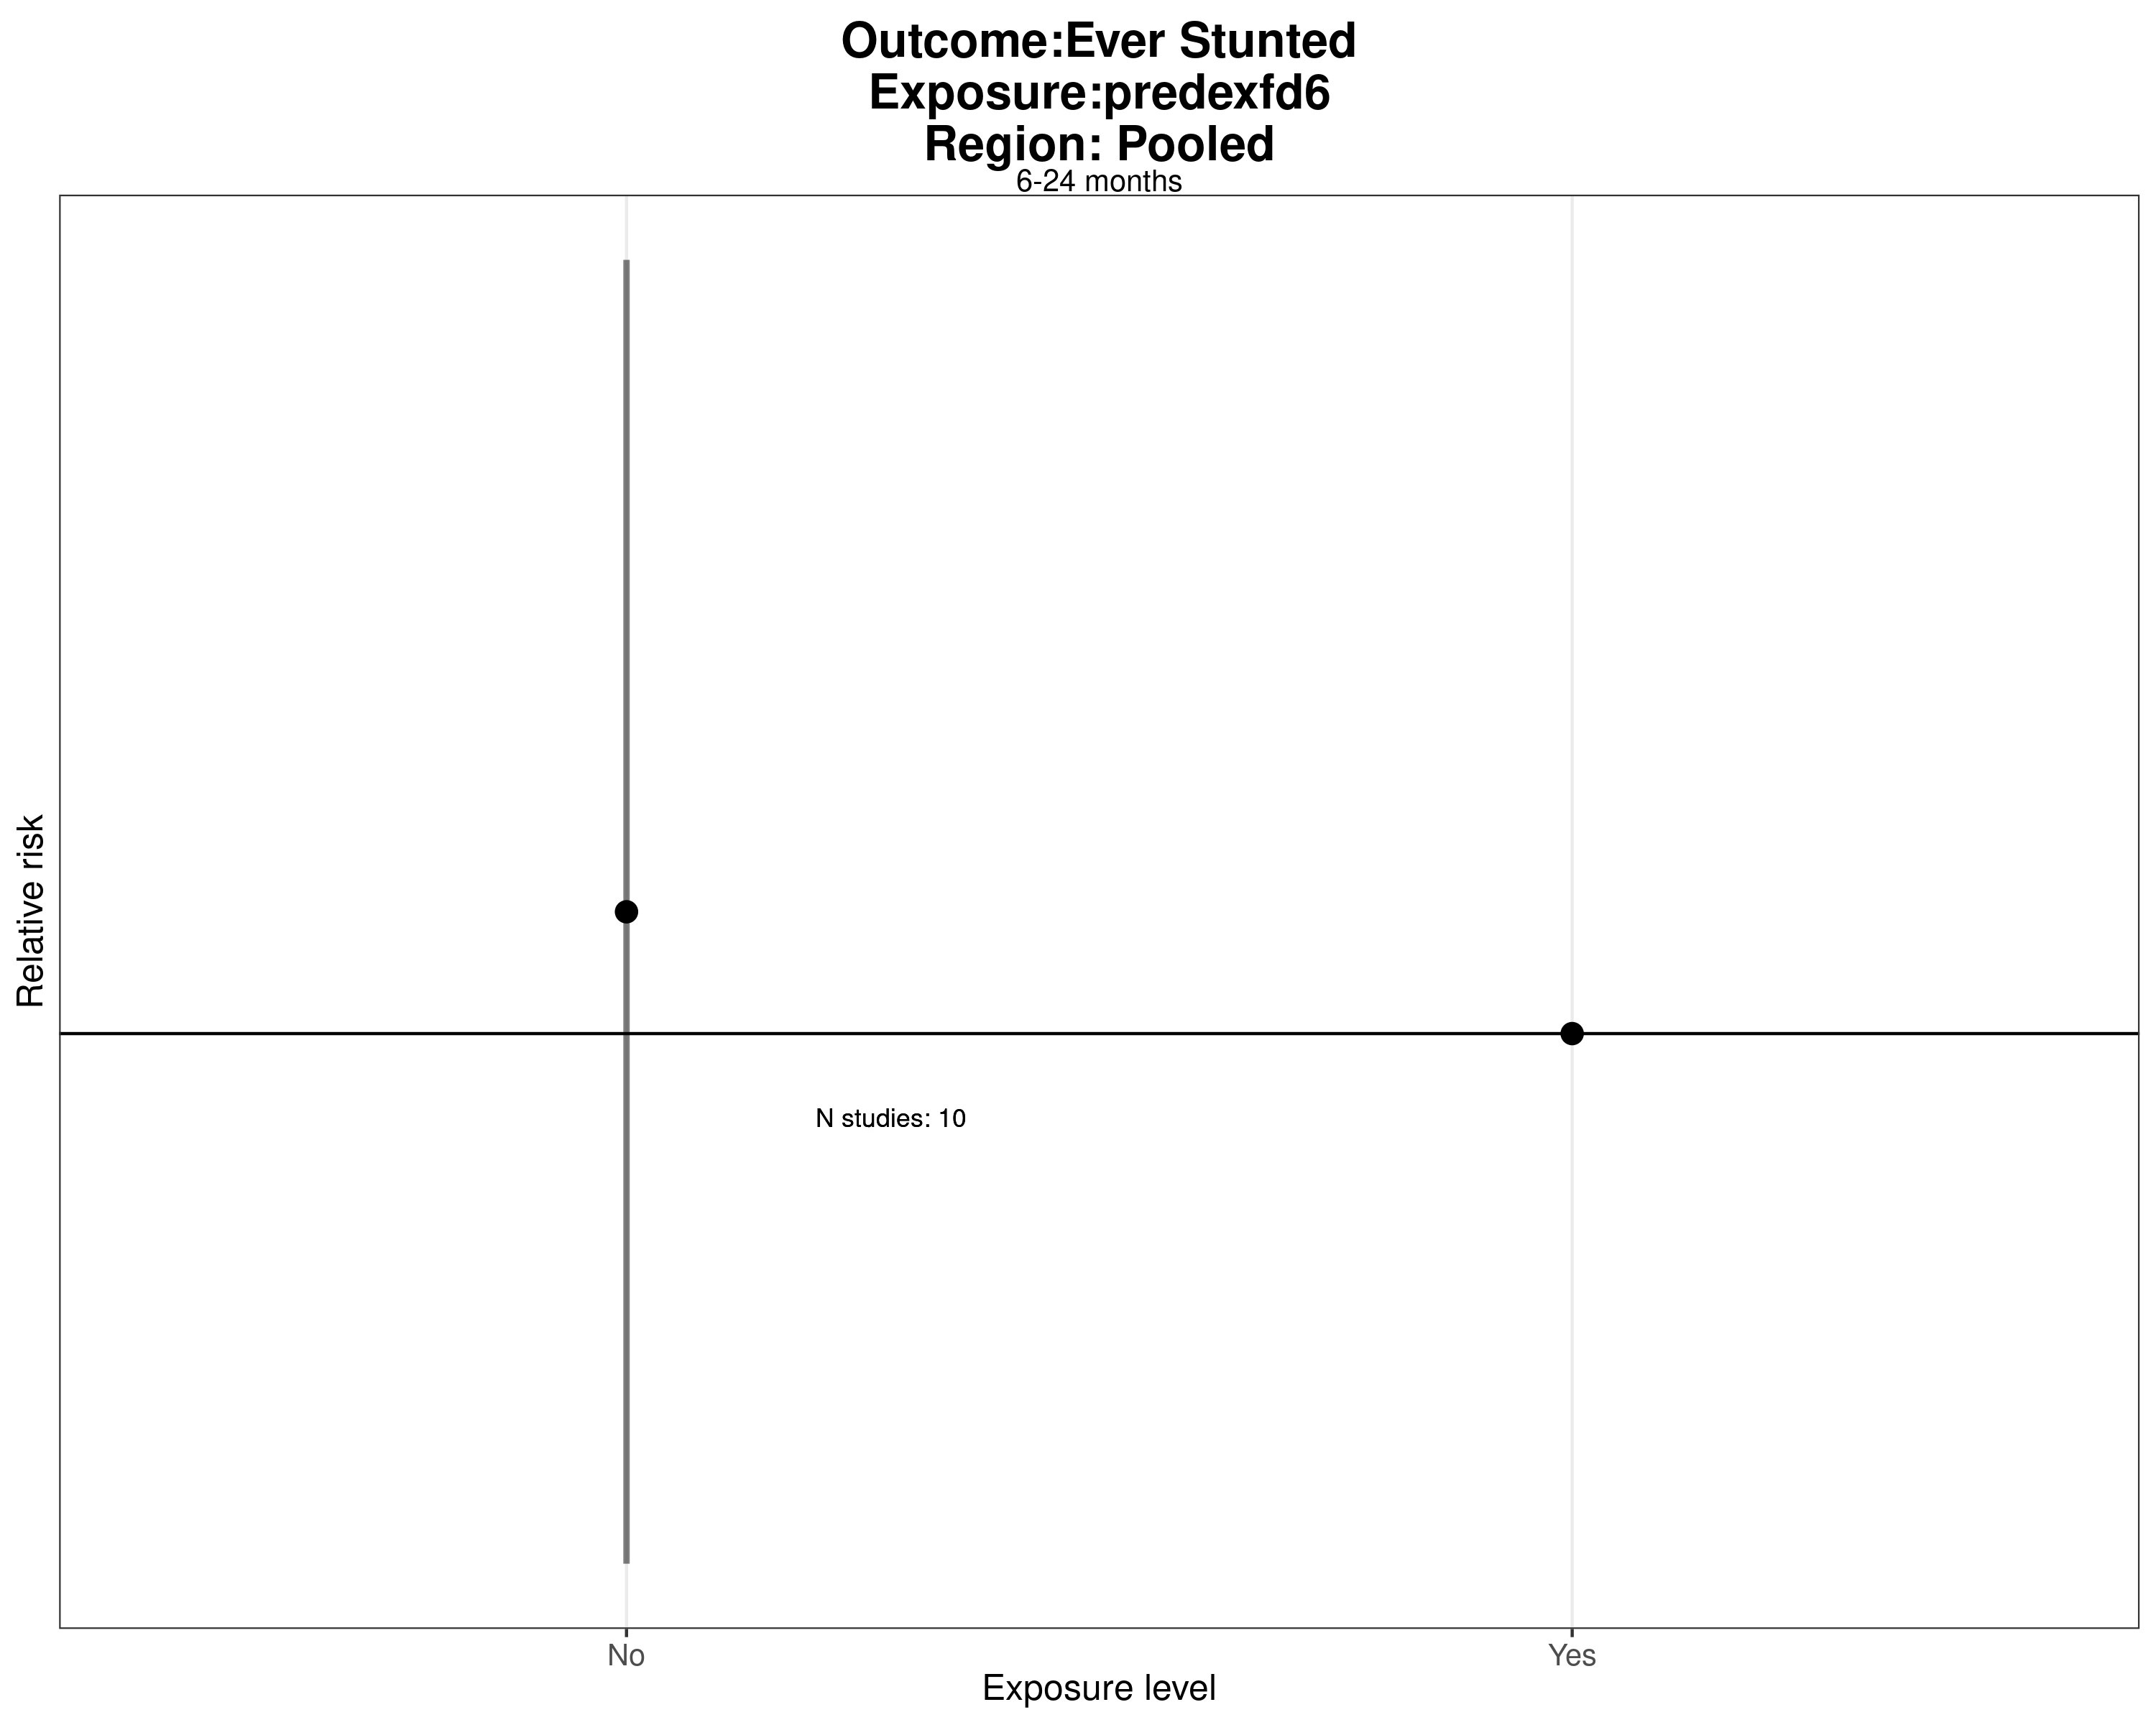 Outcome:Ever Stunted
Exposure:predexfd6
Region: Pooled
6-24 months
Relative risk
N studies: 10
No
Yes
Exposure level